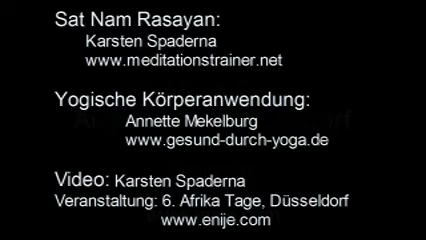 Sat Nam Rasayan:
Karsten Spaderna
www.meditationstrainer.net
Yogische Körperanwendung:
Annette Mekelburg
www.gesund-durch-yoga.de
Video: Karsten Spaderna
Veranstaltung: 6. Afrika Tage, Düsseldorf
www.enije.com